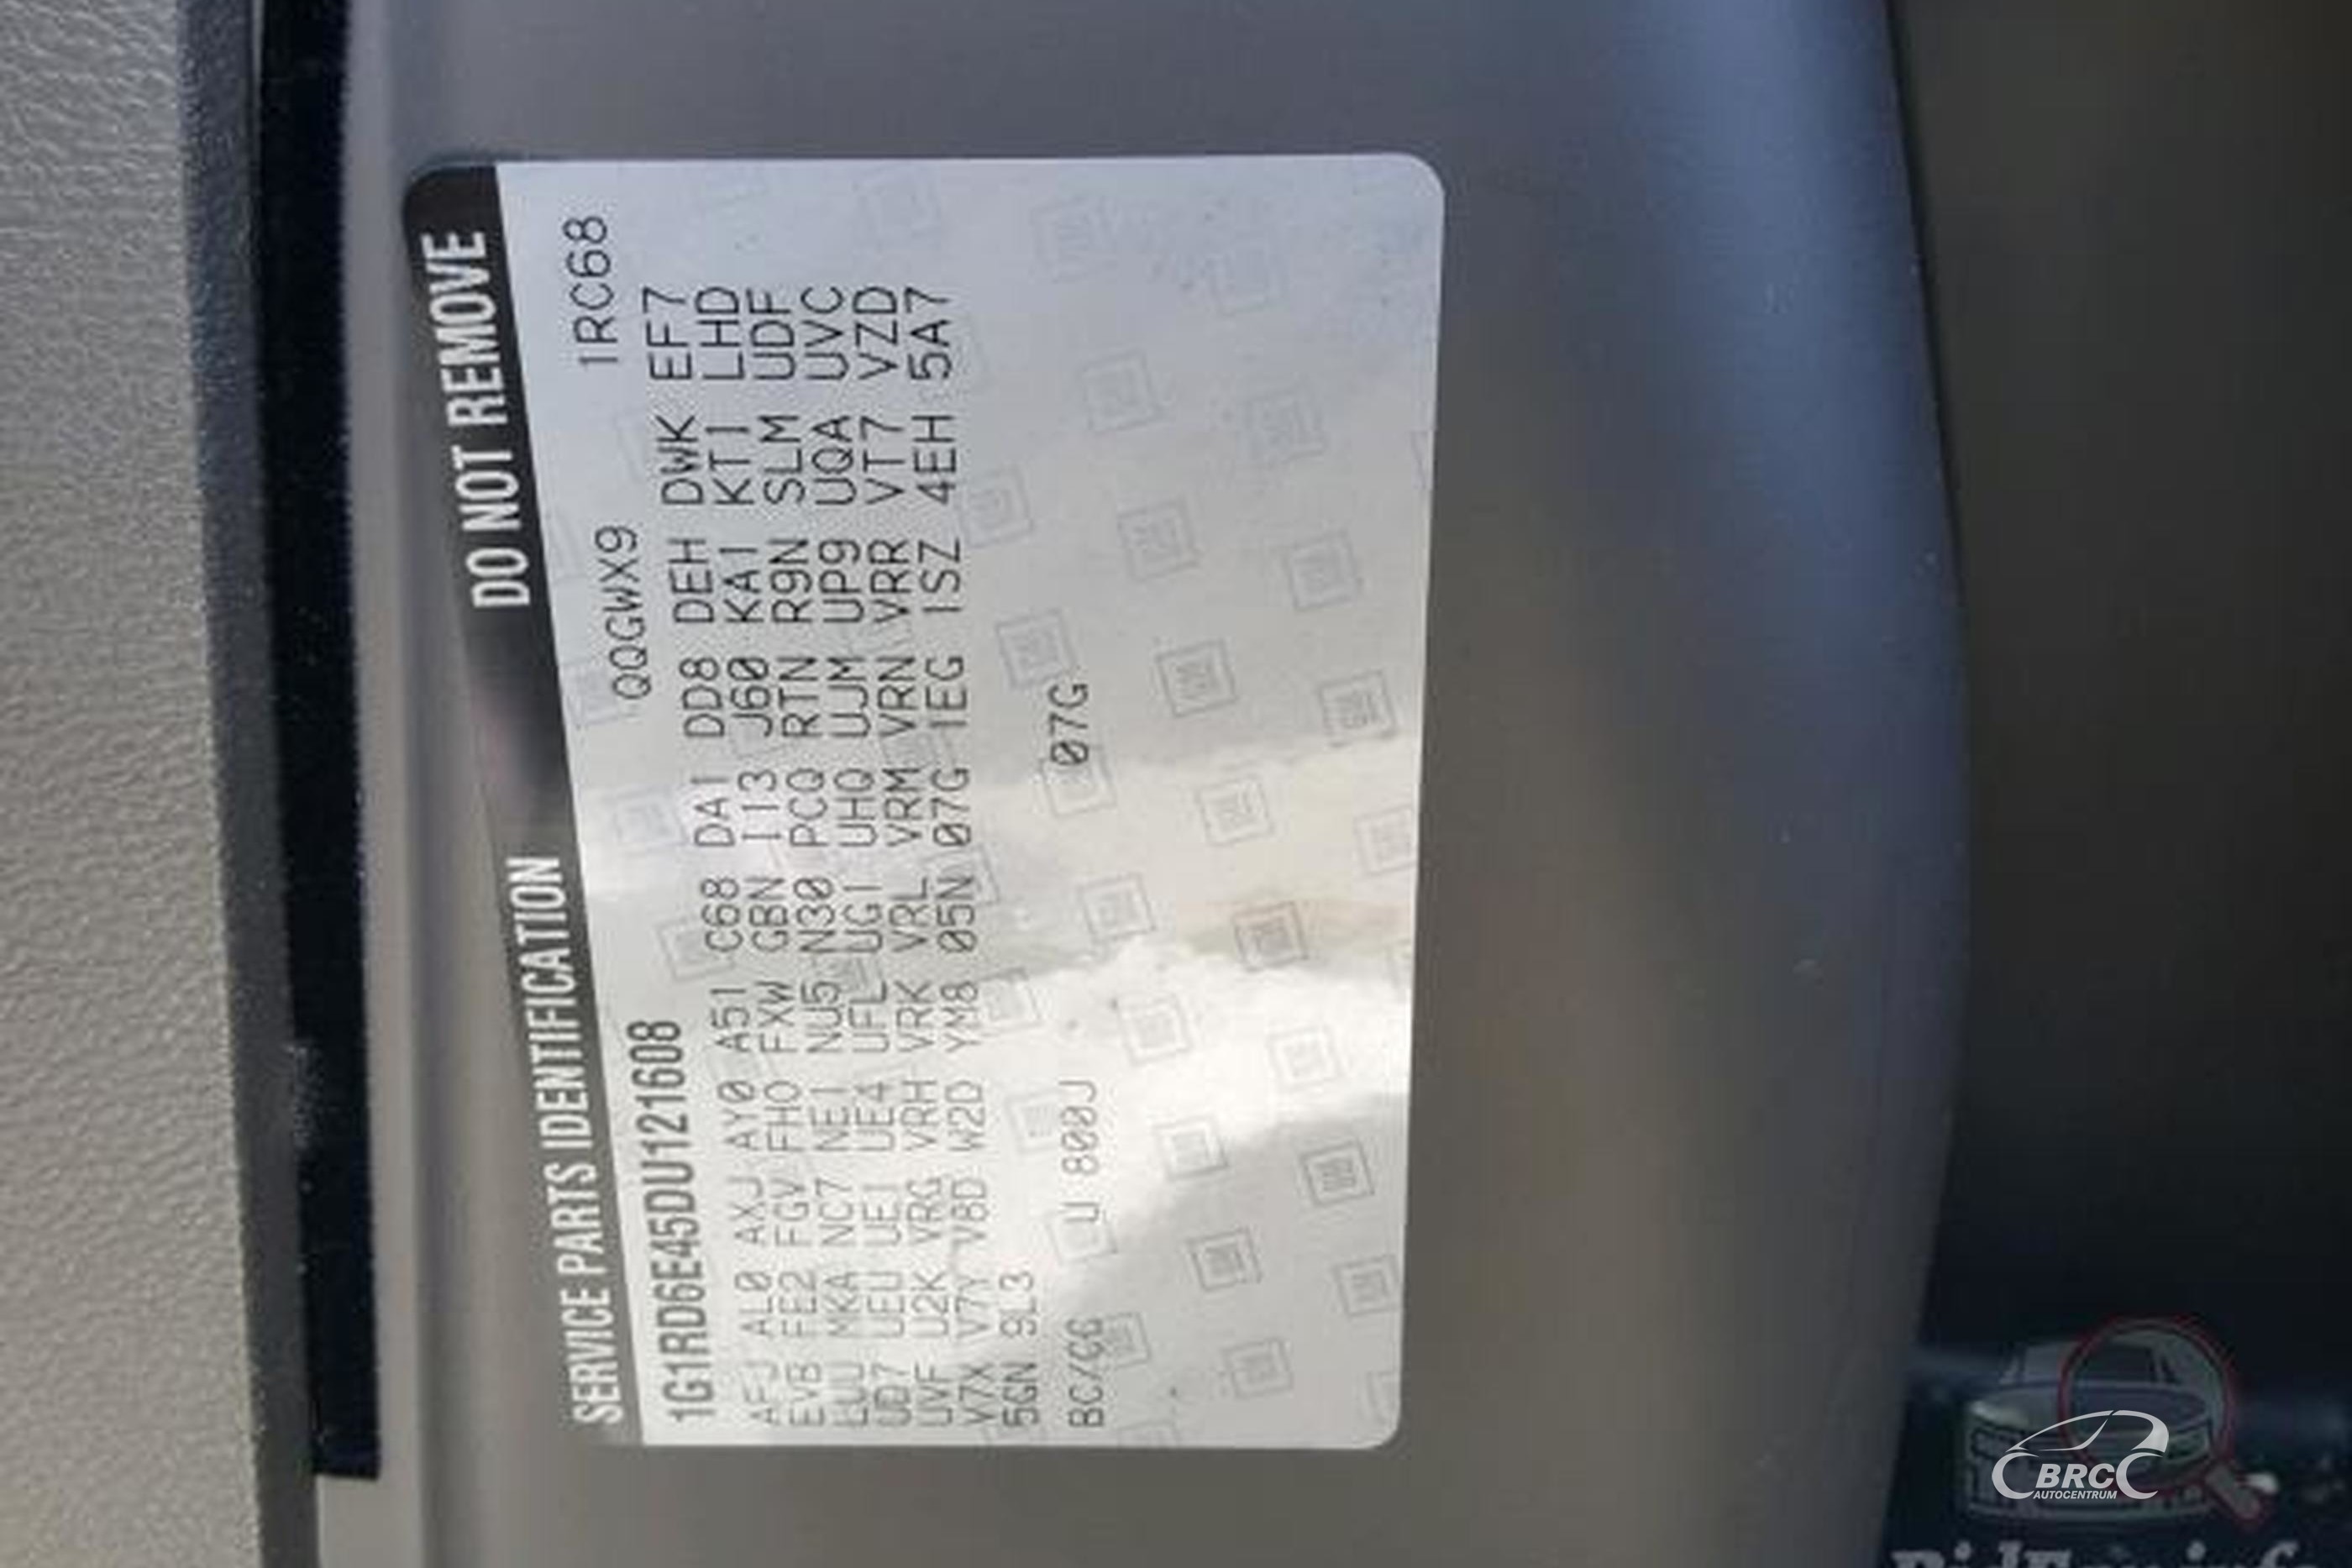 SERVICE PARTS IDENTIFICATION DO NOT REMOVE
1G1RD6E45DU121608 QQGWX9 1RC68
AFJ AL0 AXJ AY0 A51 C68 DA1 DD8 DEH DWK EF7
EVB FE2 FGV FHO FXW GBN I13 J60 KA1 KT1 LHD
LUU MKA NC7 NE1 NU5 N30 PCQ RTN R9N SLM UDF
UD7 UEU UE1 UE4 UFL UG1 UHQ UJM UP9 UQA UVC
UVF U2K VRG VRH VRK VRL VRM VRN VRR VT7 VZD
V7X V7Y V8D W2D YM8 05N 07G 1EG 1SZ 4EH 5A7
5GN 9L3
BC/CC U 800J 07G
BRC
AUTOCENTRUM